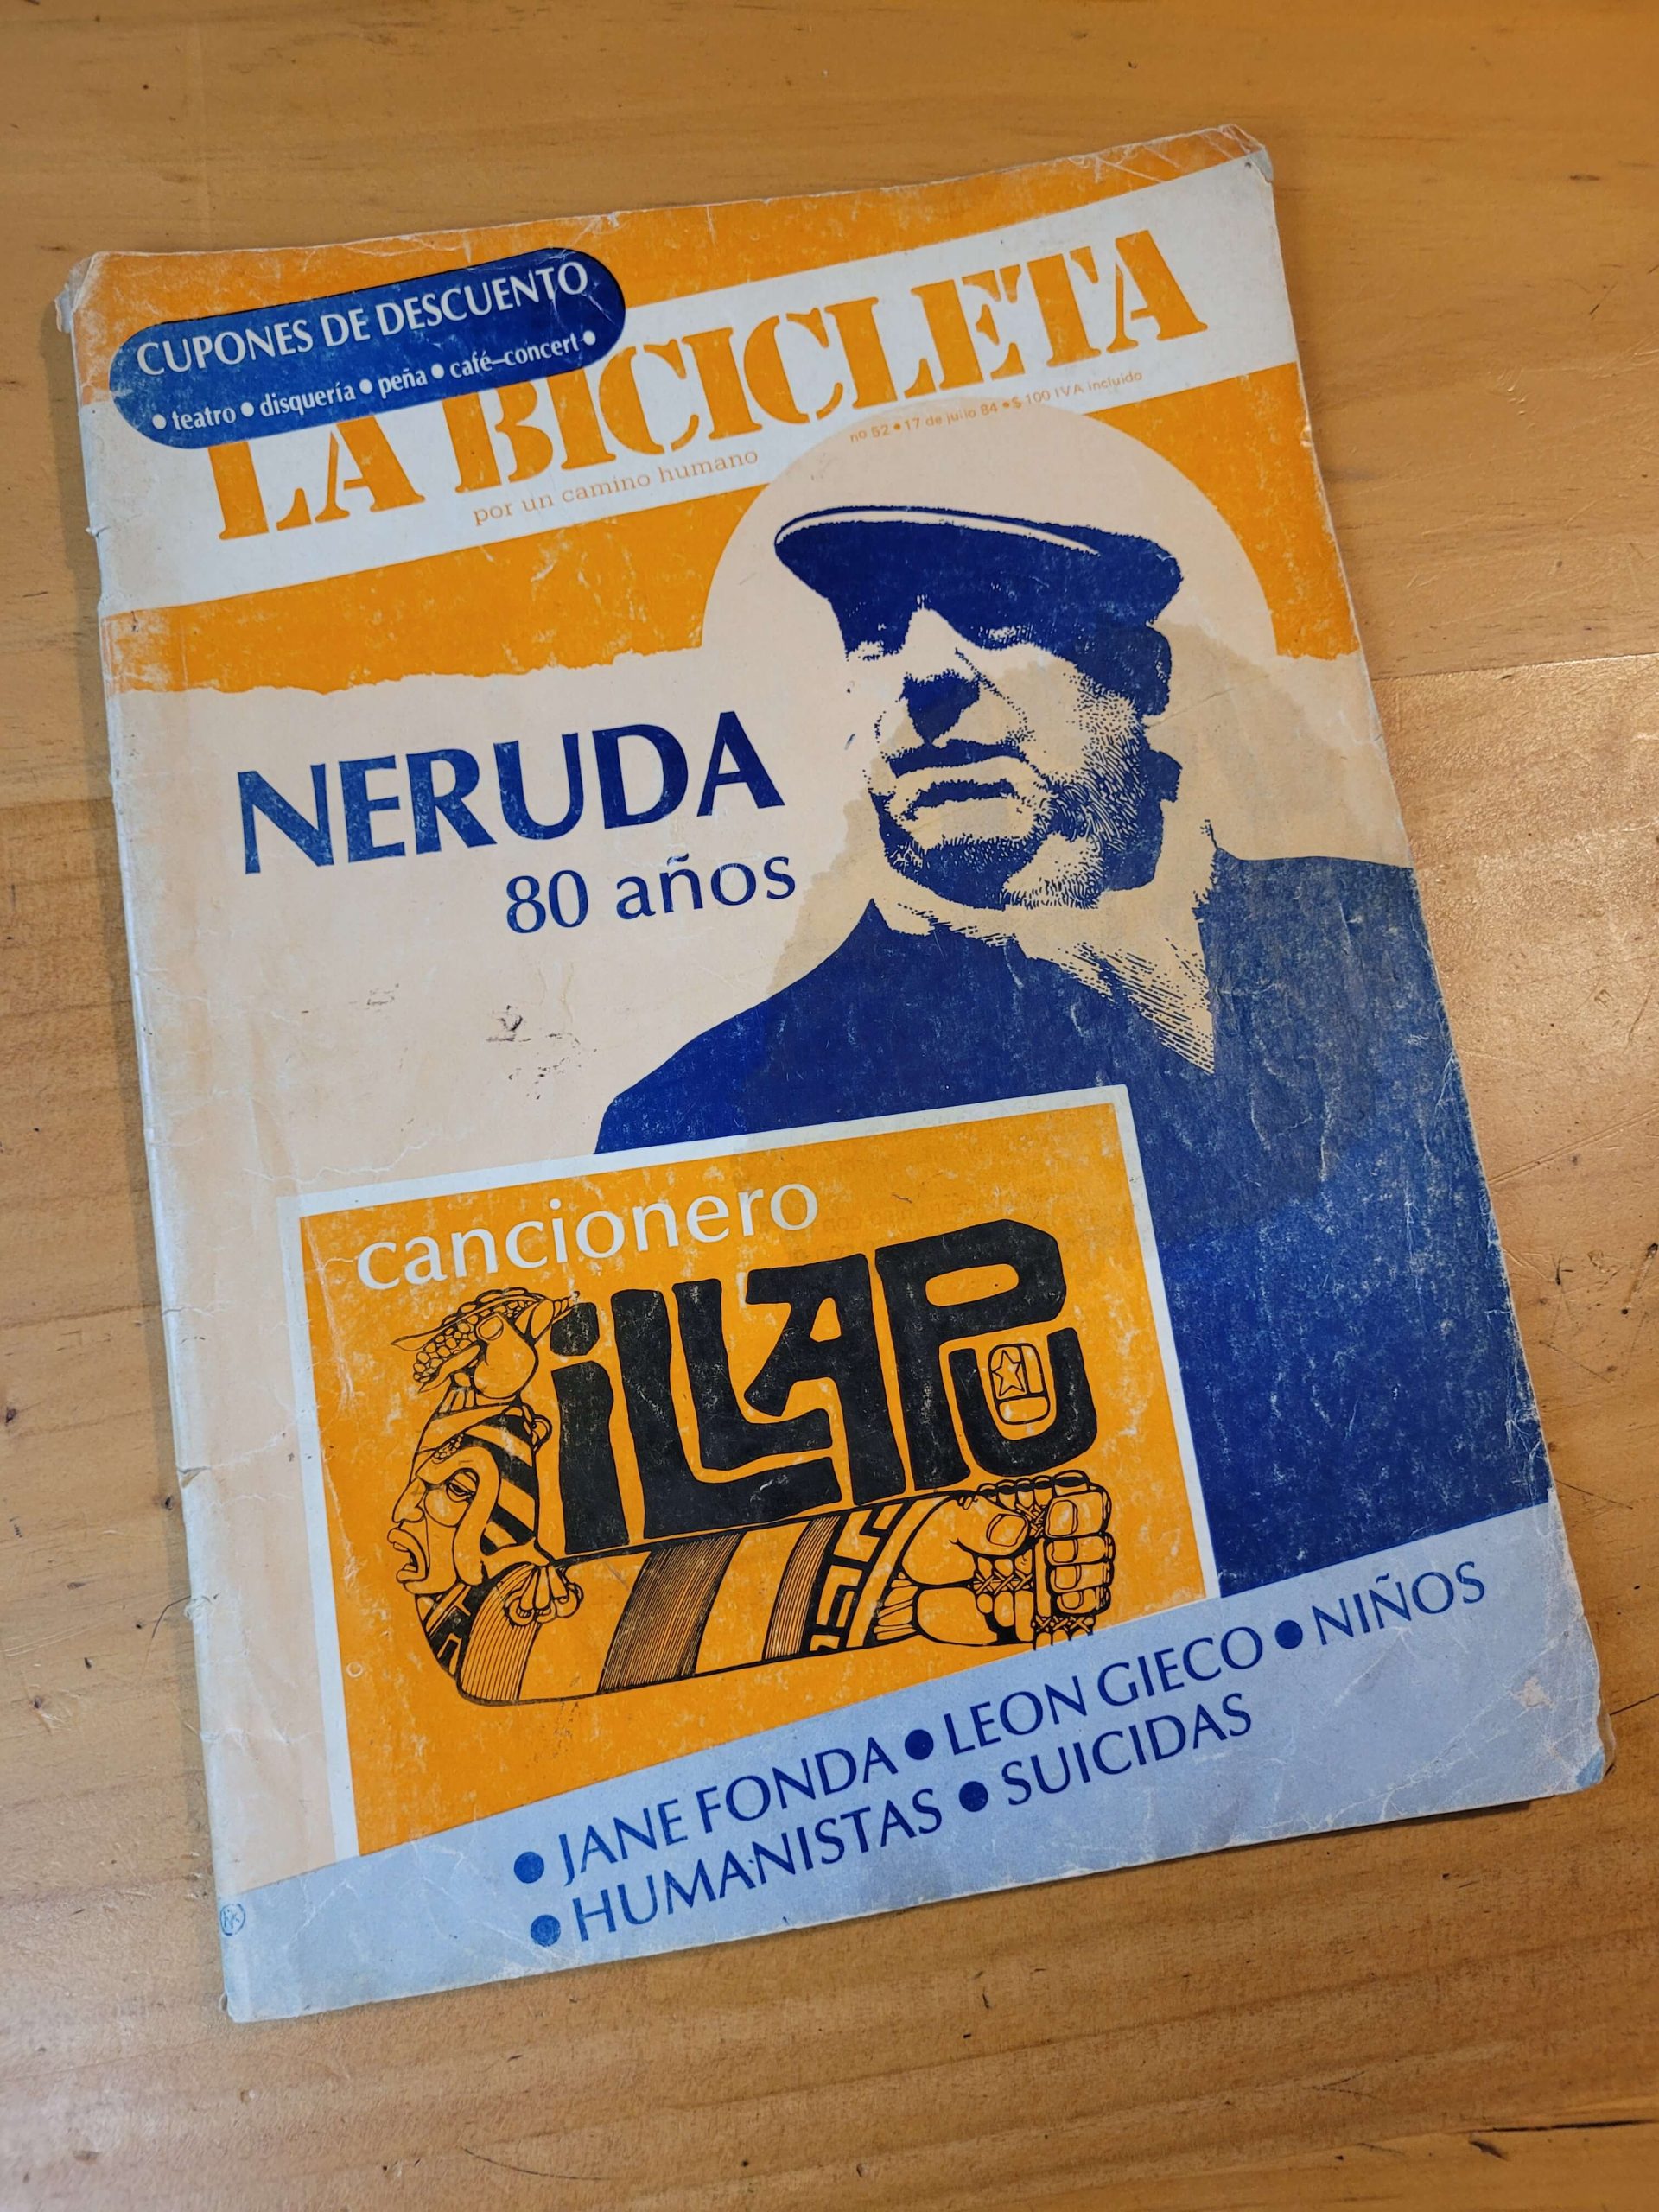 CUPONES DE DESCUENTO
• teatro • disquería • peña • café-concert •
LA BICICLETA
por un camino humano
nº 52 • 17 de julio 84 • $ 100 IVA incluido
NERUDA
80 años
cancionero
iLLAPU
• JANE FONDA • LEON GIECO • NIÑOS
• HUMANISTAS • SUICIDAS